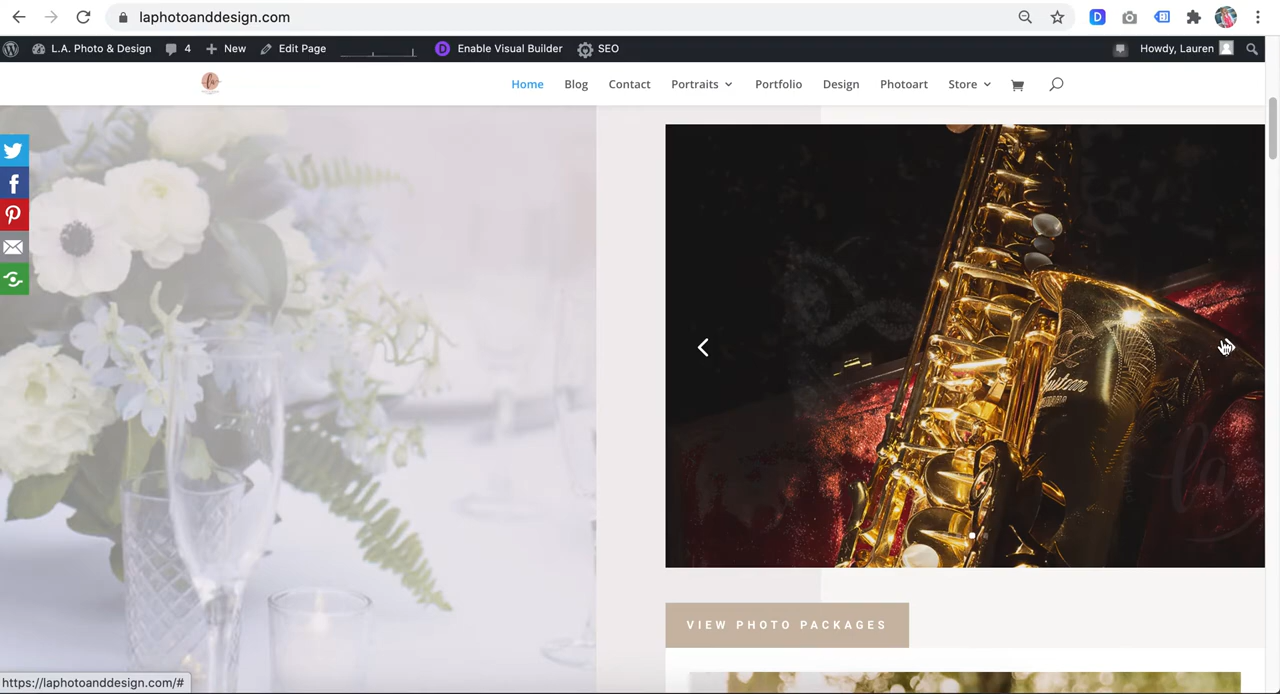 laphotoanddesign.com
L.A. Photo & Design 4 New Edit Page Enable Visual Builder SEO Howdy, Lauren
Home Blog Contact Portraits Portfolio Design Photoart Store
la
VIEW PHOTO PACKAGES
https://laphotoanddesign.com/#